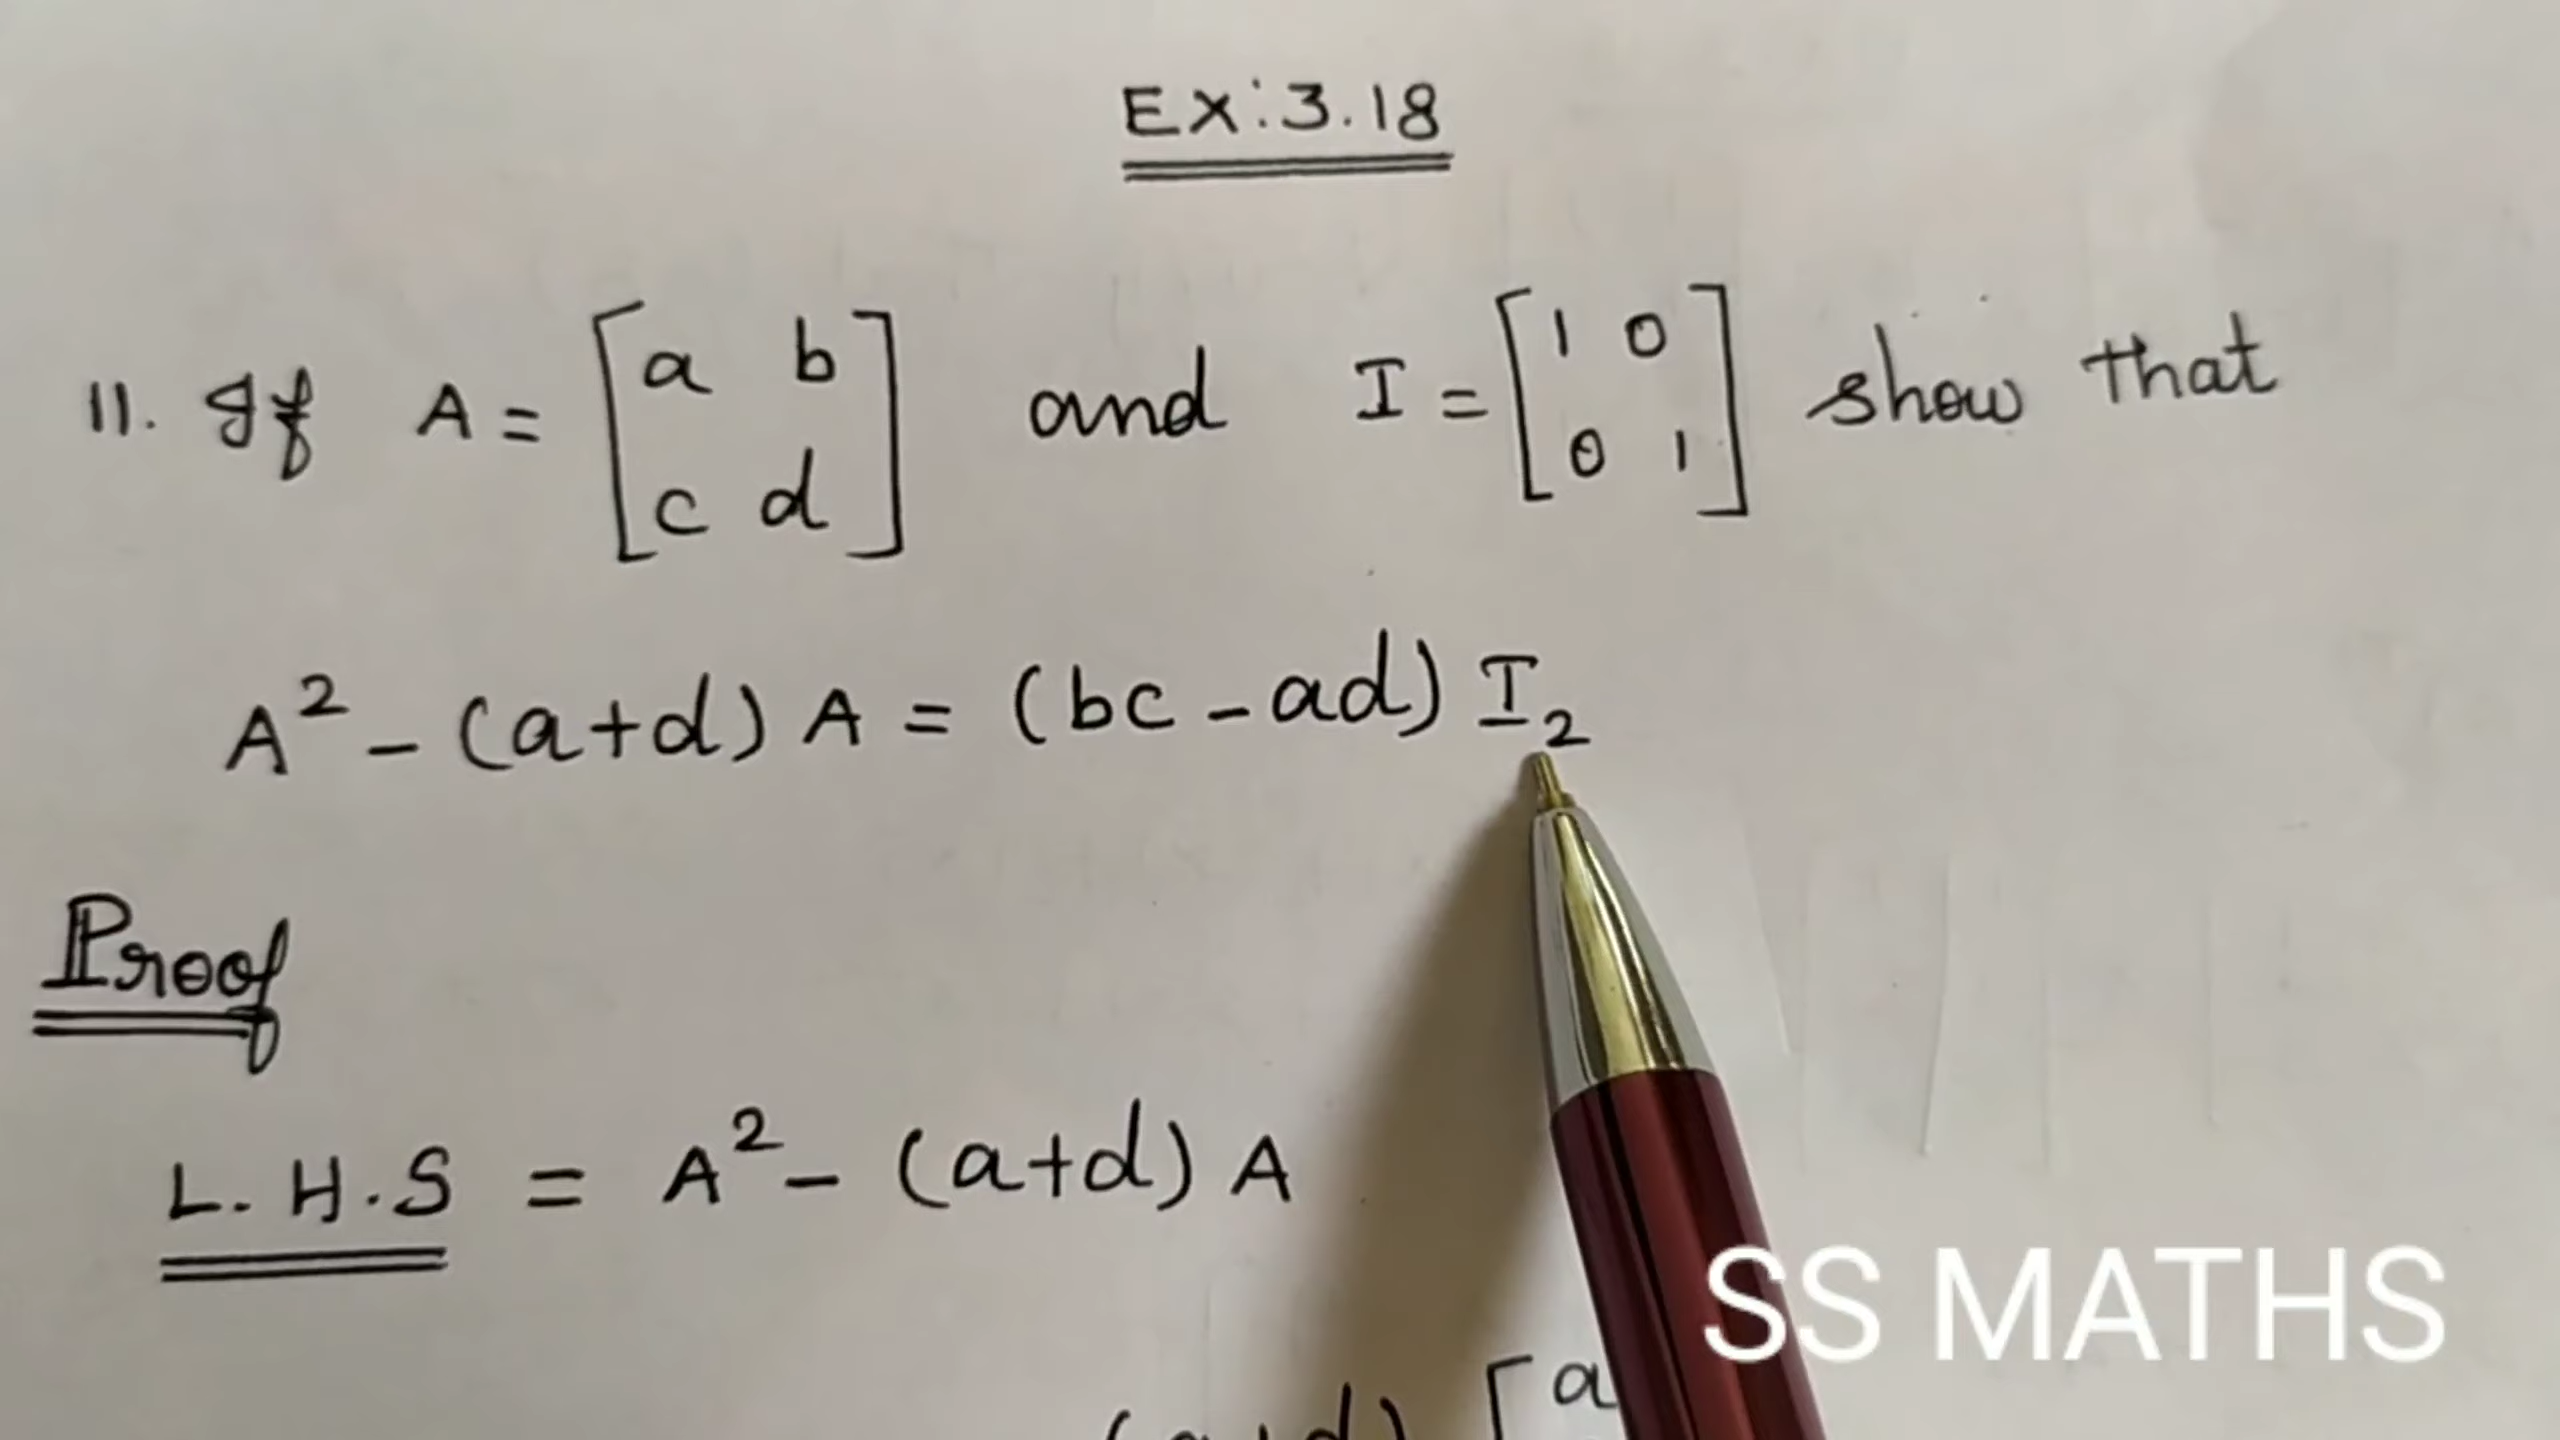 EX: 3.18
11. If A = [a b
c d] and I = [1 0
0 1] show that
A² - (a+d) A = (bc - ad) I₂
Proof
L.H.S = A² - (a+d) A
[a
SS MATHS